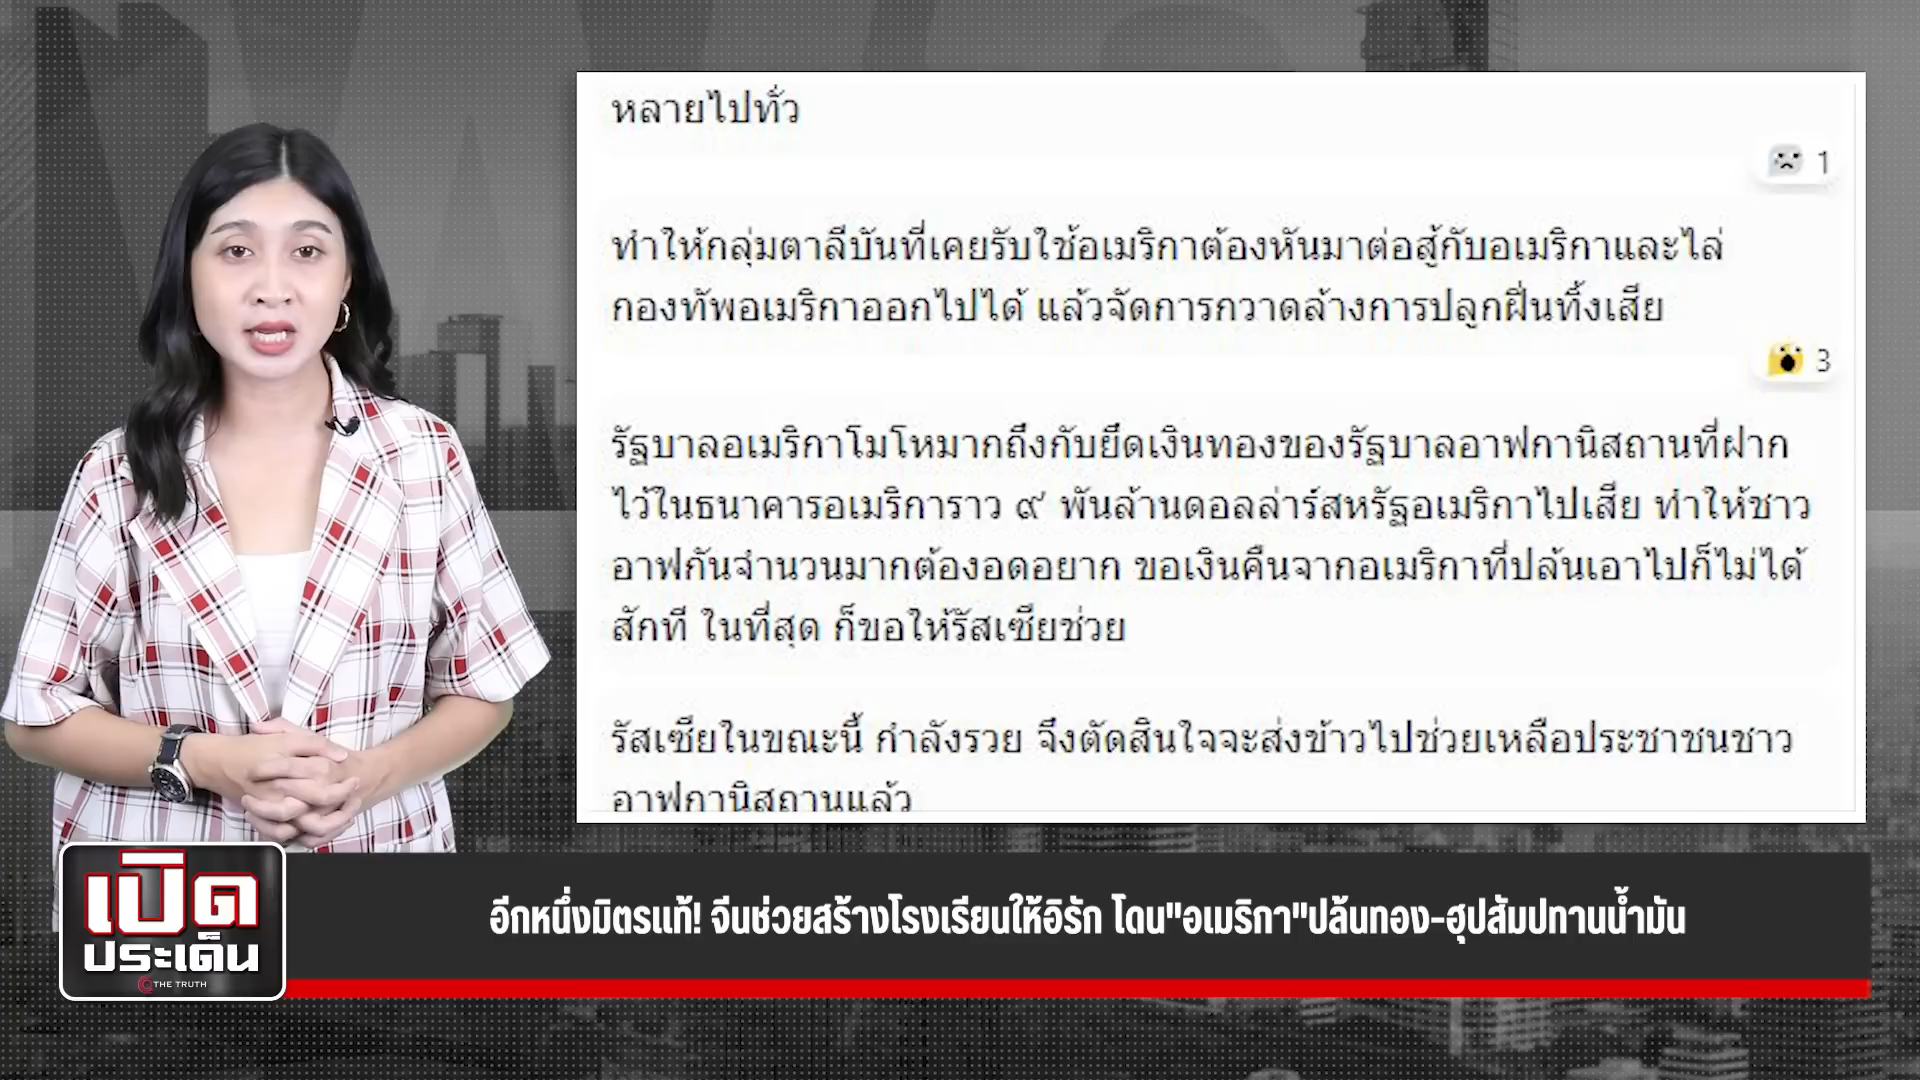 หลายไปทั่ว
1
ทำให้กลุ่มตาลีบันที่เคยรับใช้อเมริกาต้องหันมาต่อสู้กับอเมริกาและไล่
กองทัพอเมริกาออกไปได้ แล้วจัดการกวาดล้างการปลูกฝิ่นทิ้งเสีย
3
รัฐบาลอเมริกาโมโหมากถึงกับยึดเงินทองของรัฐบาลอาฟกานิสถานที่ฝาก
ไว้ในธนาคารอเมริการาว ๙ พันล้านดอลล่าร์สหรัฐอเมริกาไปเสีย ทำให้ชาว
อาฟกันจำนวนมากต้องอดอยาก ขอเงินคืนจากอเมริกาที่ปล้นเอาไปก็ไม่ได้
สักที ในที่สุด ก็ขอให้รัสเซียช่วย
รัสเซียในขณะนี้ กำลังรวย จึงตัดสินใจจะส่งข้าวไปช่วยเหลือประชาชนชาว
อาฟกานิสถานแล้ว
อีกหนึ่งมิตรแท้! จีนช่วยสร้างโรงเรียนให้อิรัก โดน"อเมริกา"ปล้นทอง-ฮุปสัมปทานน้ำมัน
เปิด
ประเด็น
THE TRUTH